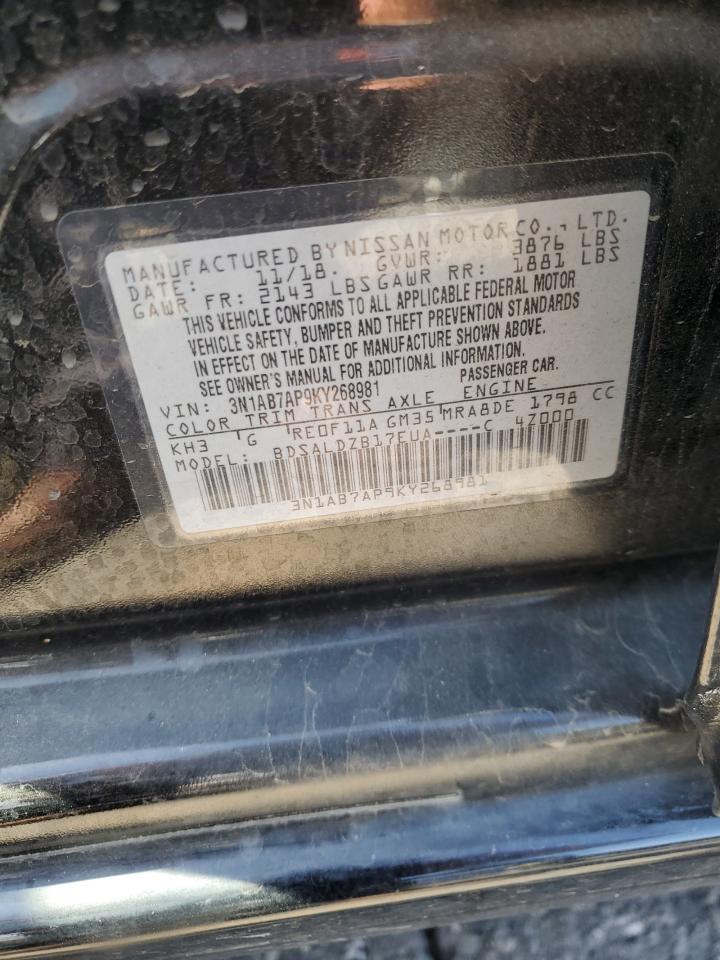 MANUFACTURED BY NISSAN MOTOR CO., LTD.
DATE: 11/18. GVWR: 3876 LBS
GAWR FR: 2143 LBS GAWR RR: 1881 LBS
THIS VEHICLE CONFORMS TO ALL APPLICABLE FEDERAL MOTOR
VEHICLE SAFETY, BUMPER AND THEFT PREVENTION STANDARDS
IN EFFECT ON THE DATE OF MANUFACTURE SHOWN ABOVE.
SEE OWNER'S MANUAL FOR ADDITIONAL INFORMATION.
VIN: 3N1AB7AP9KY268981 PASSENGER CAR.
COLOR TRIM TRANS AXLE ENGINE
KH3 G RE0F11A GM35 MRA8DE 1798 CC
MODEL: BDSALDZB17EUA----C 4Z000
3N1AB7AP9KY268981